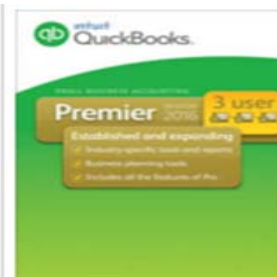 intuit
QuickBooks.
SMALL BUSINESS ACCOUNTING
Premier
2016
3 user
Established and expanding
Industry-specific tools and reports
Business planning tools
Includes all the features of Pro